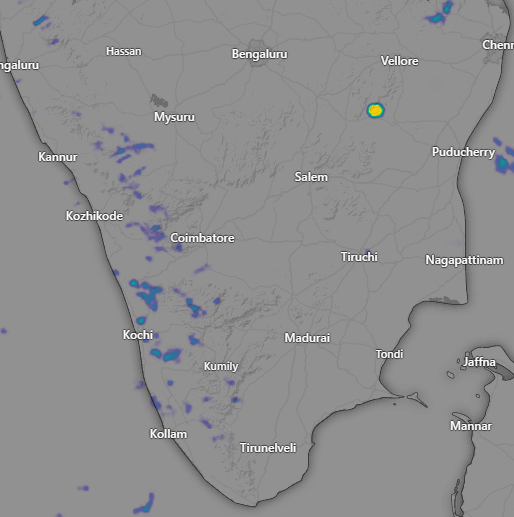 Hassan
Bengaluru
Chenn
ngaluru
Vellore
Mysuru
Kannur
Puducherry
Salem
Kozhikode
Coimbatore
Tiruchi
Nagapattinam
Kochi
Madurai
Tondi
Jaffna
Kumily
Mannar
Kollam
Tirunelveli